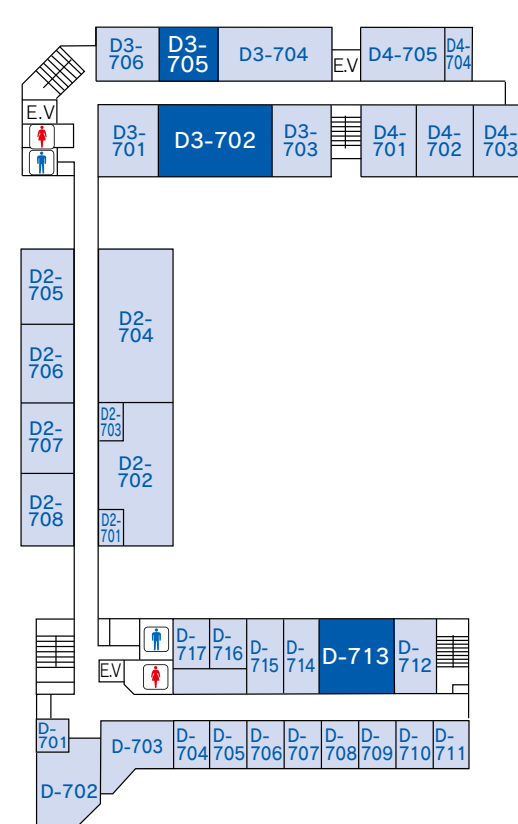 D3-
706
D3-
705
D3-704
E.V
D4-705
D4-
704
E.V
D3-
701
D3-702
D3-
703
D4-
701
D4-
702
D4-
703
D2-
705
D2-
704
D2-
706
D2-
703
D2-
707
D2-
702
D2-
708
D2-
701
D-
717
D-
716
D-
715
D-
714
D-713
D-
712
E.V
D-
701
D-703
D-
704
D-
705
D-
706
D-
707
D-
708
D-
709
D-
710
D-
711
D-702